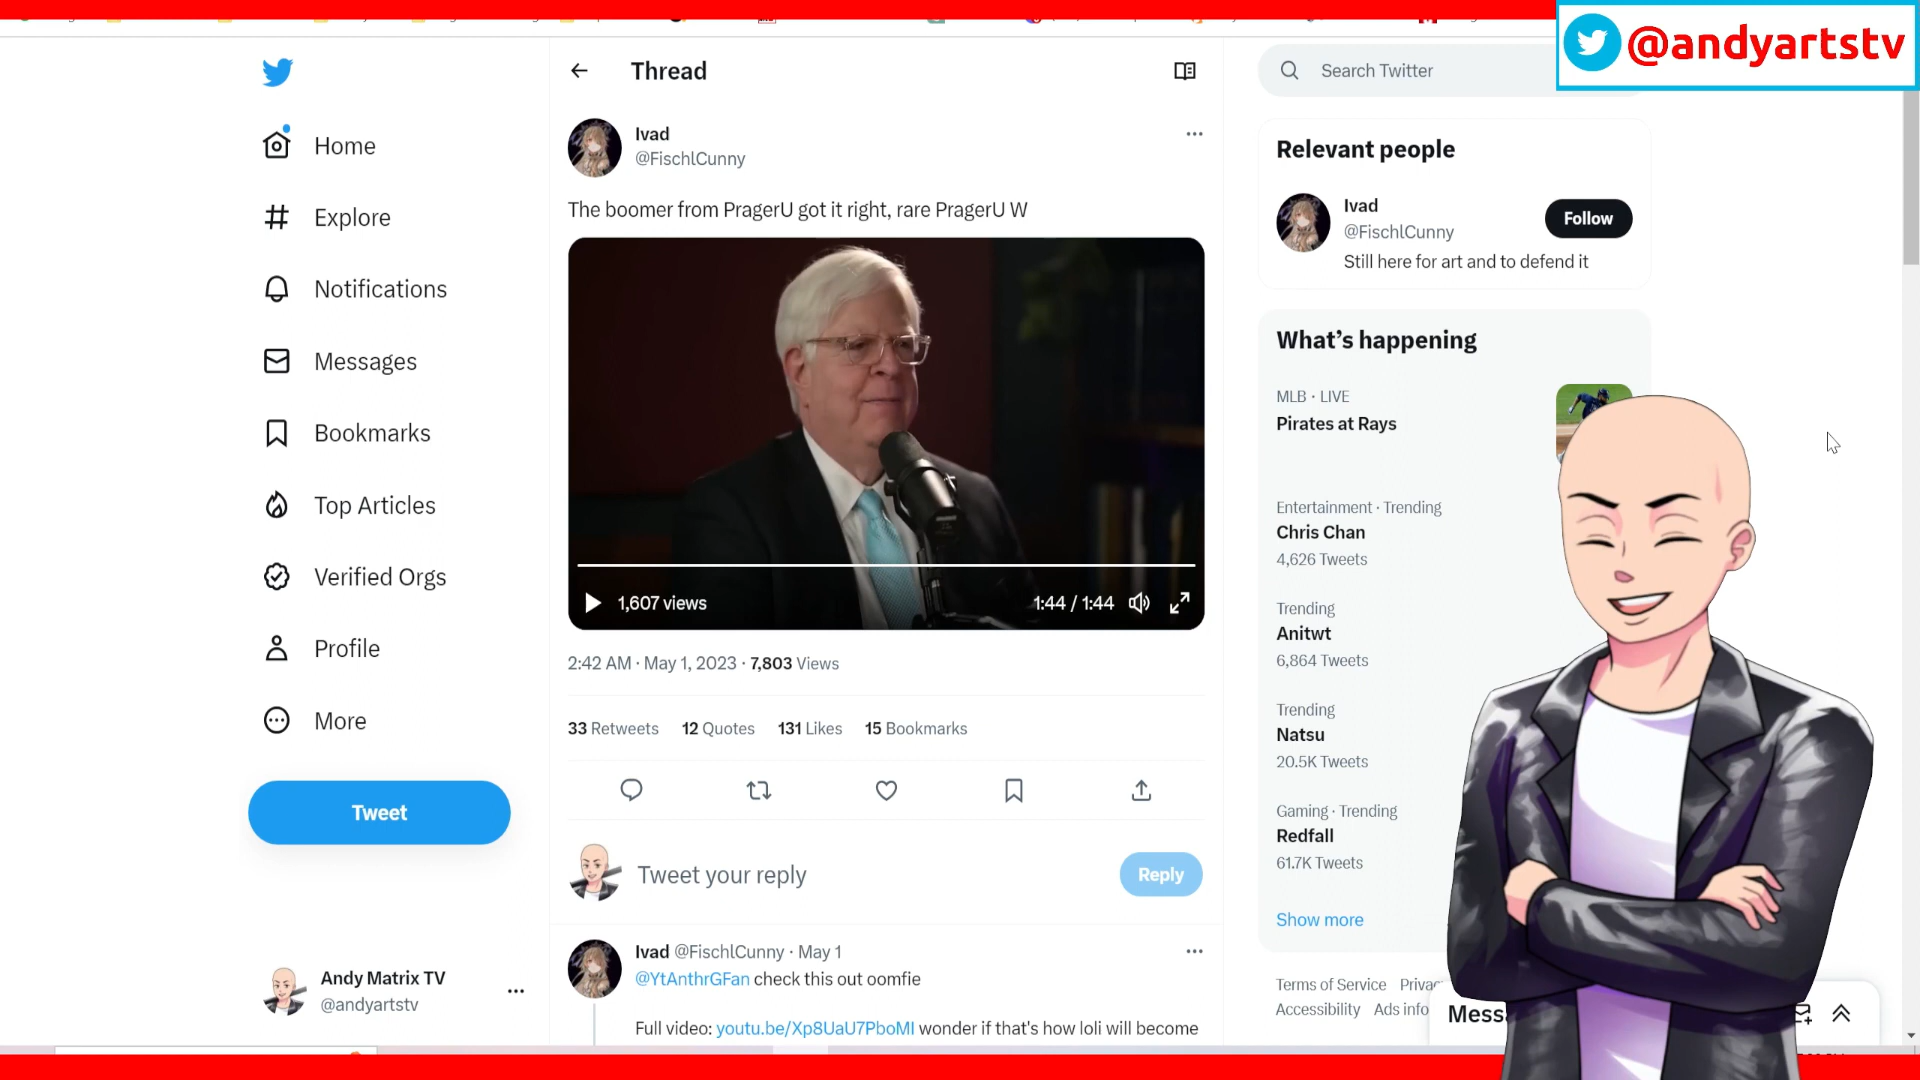 @andyartstv
Home
Explore
Notifications
Messages
Bookmarks
Top Articles
Verified Orgs
Profile
More
Tweet
Andy Matrix TV
@andyartstv
Thread
Ivad
@FischlCunny
The boomer from PragerU got it right, rare PragerU W
1,607 views
1:44 / 1:44
2:42 AM · May 1, 2023 · 7,803 Views
33 Retweets 12 Quotes 131 Likes 15 Bookmarks
Tweet your reply
Reply
Ivad @FischlCunny · May 1
@YtAnthrGFan check this out oomfie
Full video: youtu.be/Xp8UaU7PboMI wonder if that's how loli will become
Search Twitter
Relevant people
Ivad
@FischlCunny
Follow
Still here for art and to defend it
What's happening
MLB · LIVE
Pirates at Rays
Entertainment · Trending
Chris Chan
4,626 Tweets
Trending
Anitwt
6,864 Tweets
Trending
Natsu
20.5K Tweets
Gaming · Trending
Redfall
61.7K Tweets
Show more
Terms of Service Privac
Accessibility Ads info
Mess